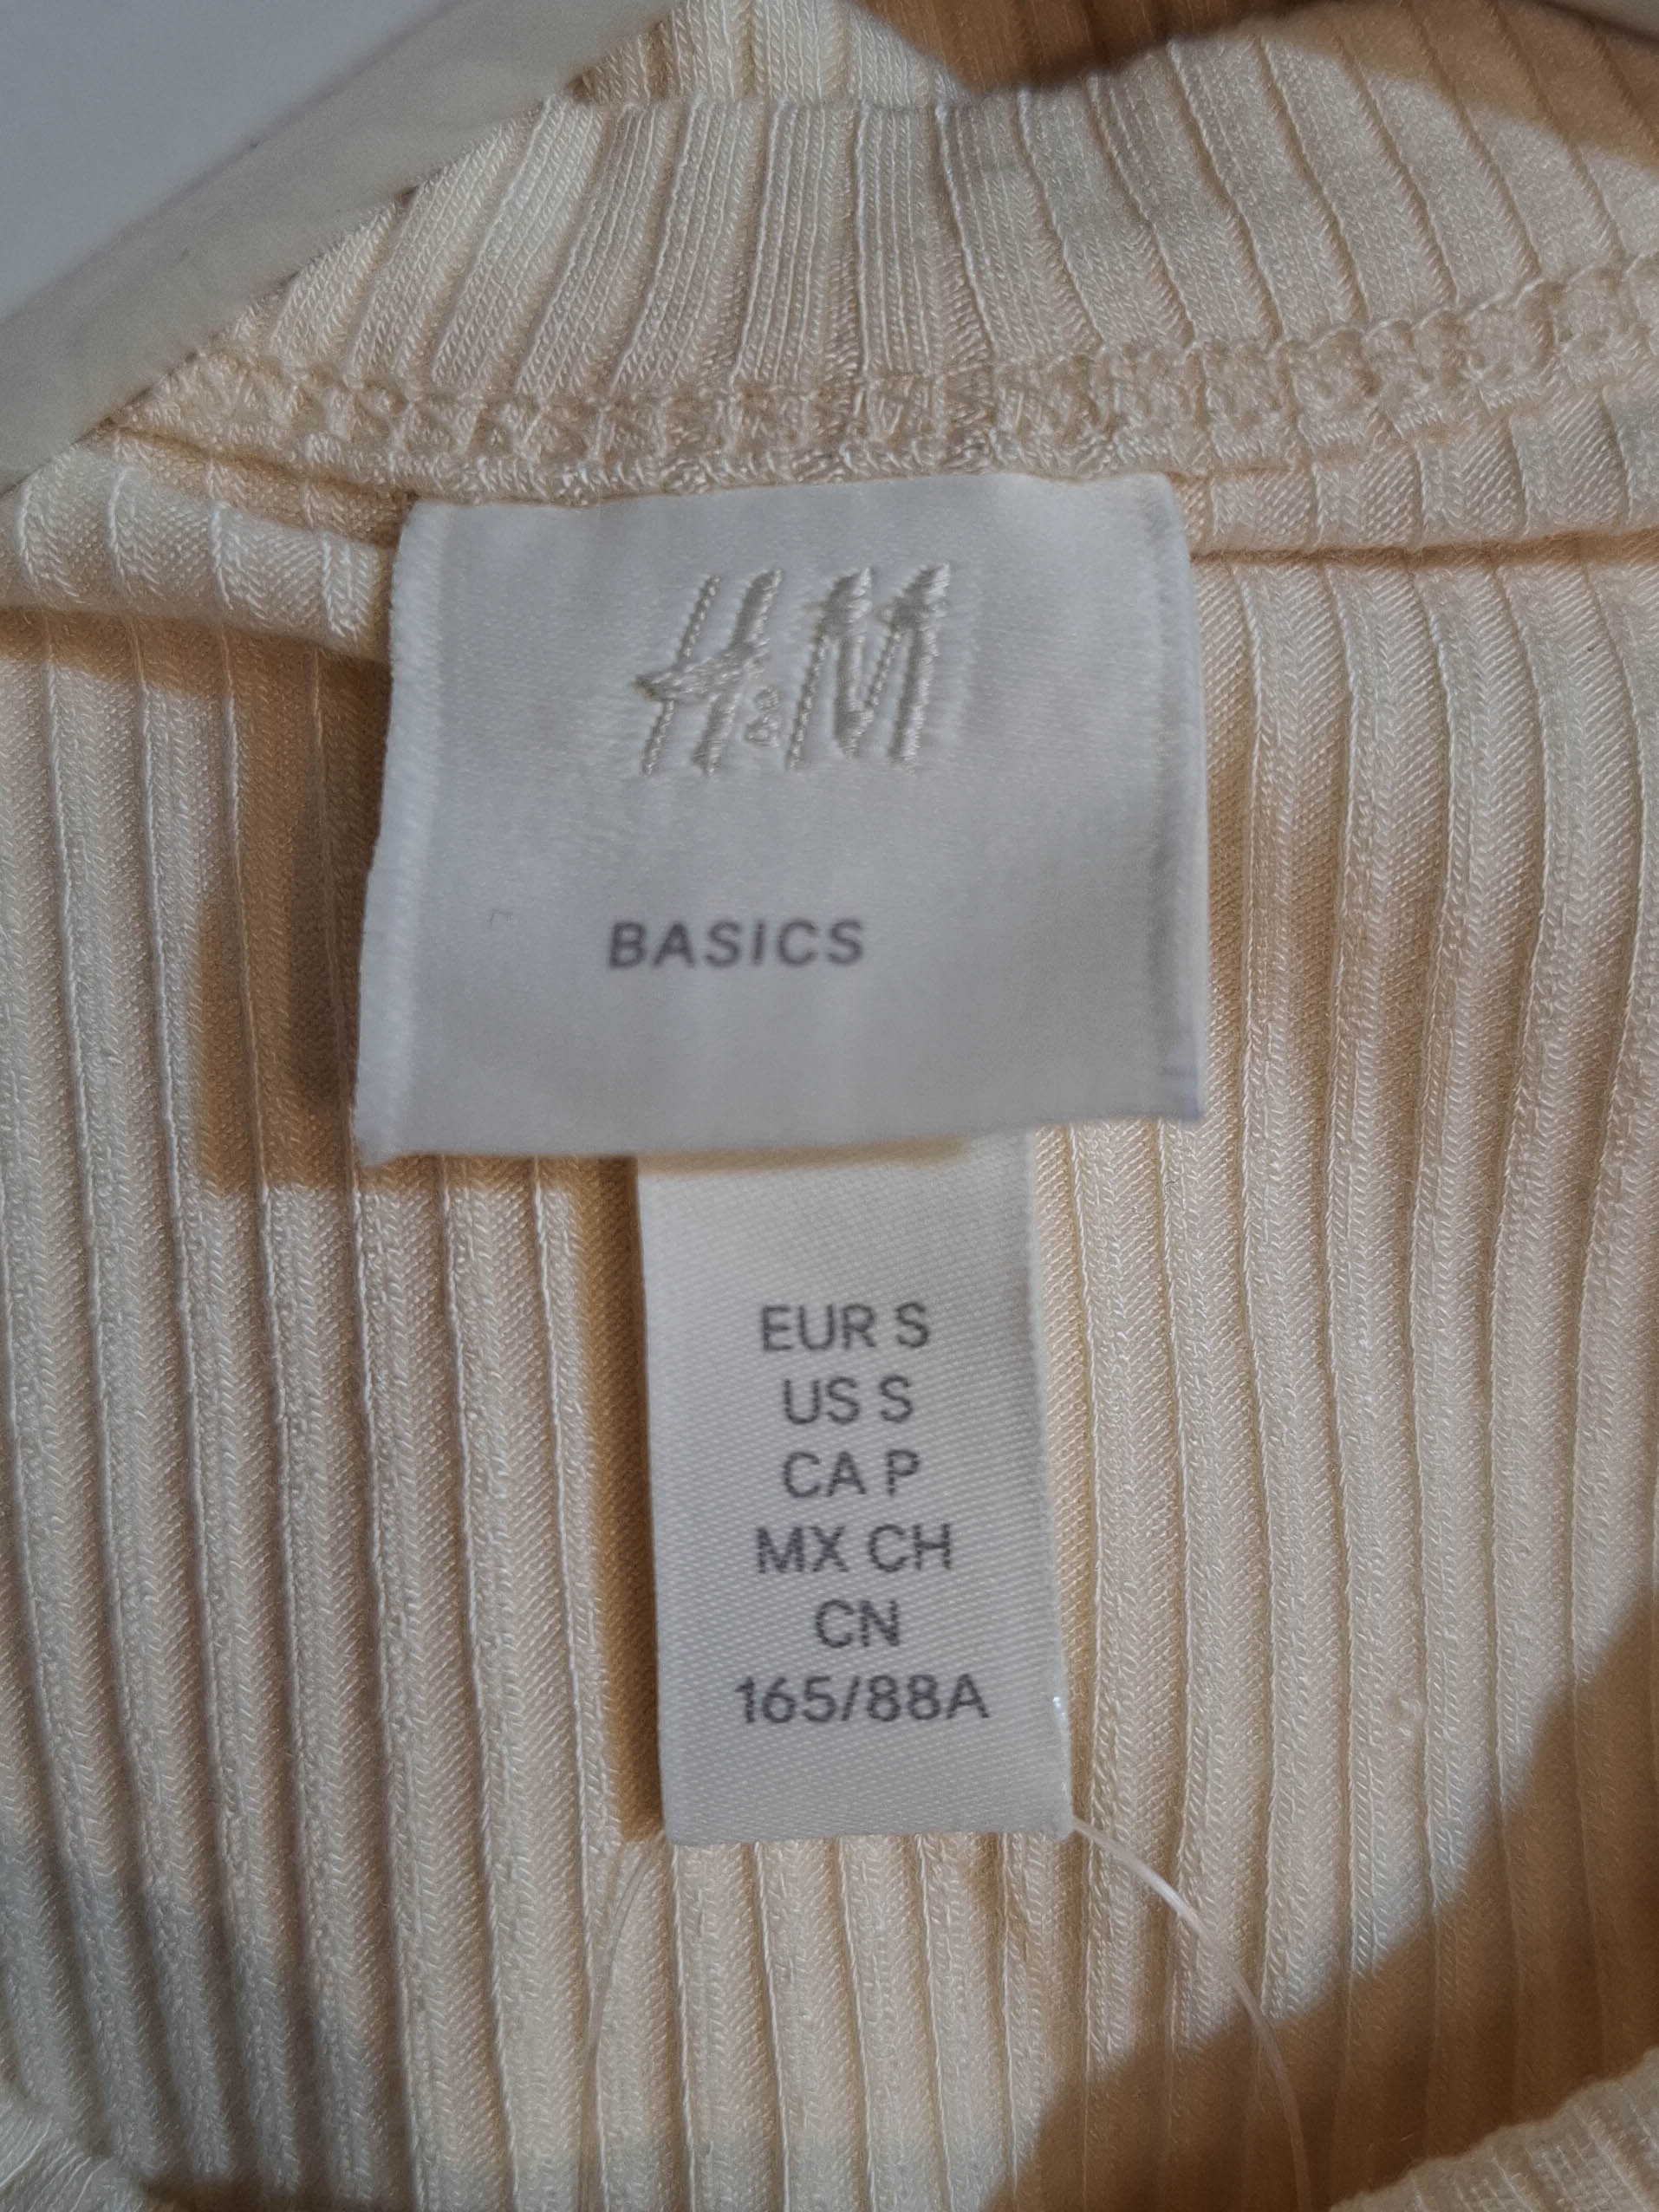 H&M
BASICS
EUR S
US S
CA P
MX CH
CN
165/88A